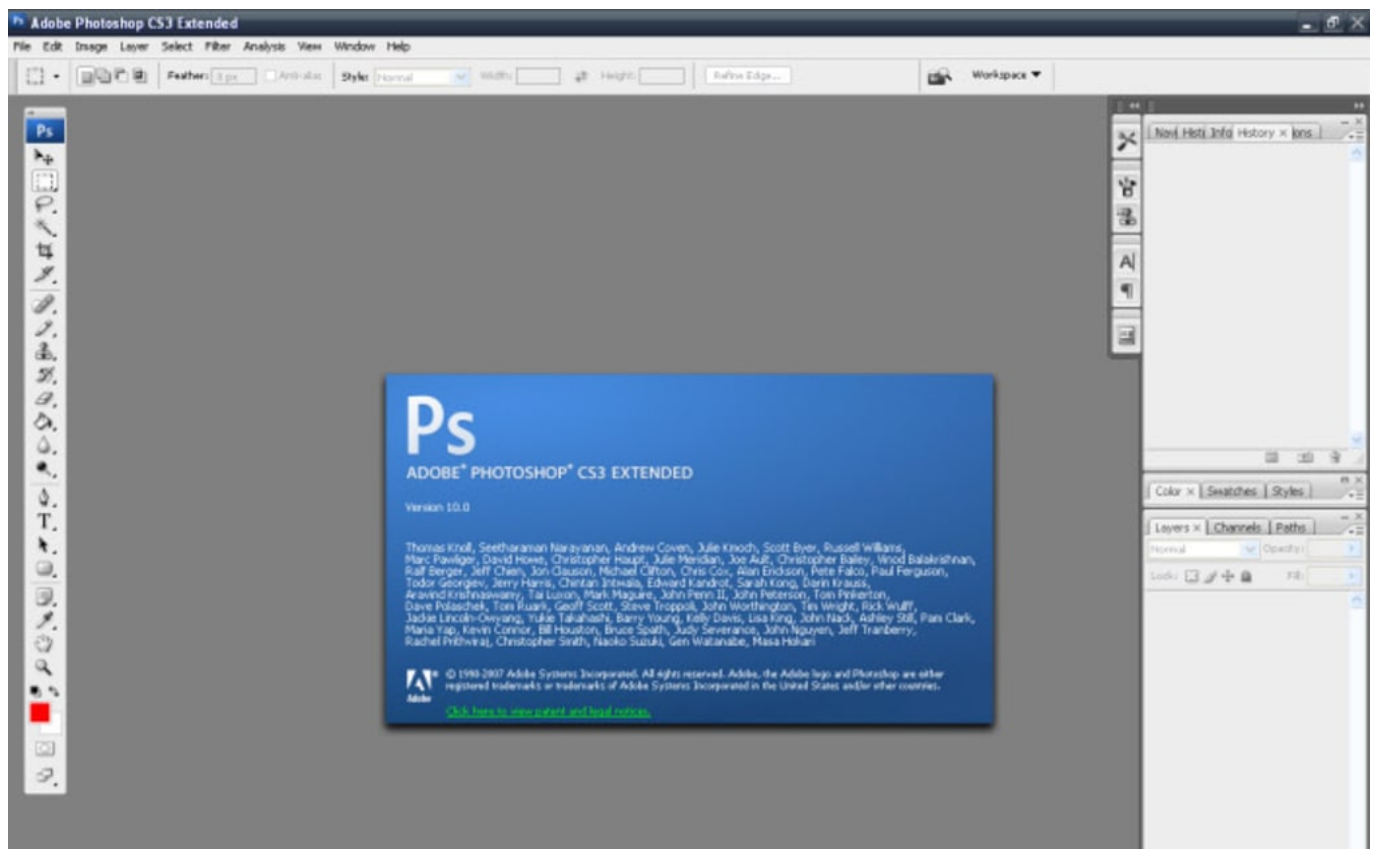 Ps Adobe Photoshop CS3 Extended
File Edit Image Layer Select Filter Analysis View Window Help
Feather: Anti-alias Style: Normal Width: Height: Refine Edge... Workspace
Ps
Navi Hist Info History × ions
A
T
Color × Swatches Styles
Layers × Channels Paths
Normal Opacity:
Lock: Fill:
Ps
ADOBE® PHOTOSHOP® CS3 EXTENDED
Version 10.0
Thomas Knoll, Seetharaman Narayanan, Andrew Coven, Julie Kmoch, Scott Byer, Russell Williams,
Marc Pawliger, David Howe, Christopher Haupt, Julie Meridian, Joe Ault, Christopher Bailey, Vinod Balakrishnan,
Ralf Berger, Jeff Chien, Jon Clauson, Michael Clifton, Chris Cox, Alan Erickson, Pete Falco, Paul Ferguson,
Todor Georgiev, Jerry Harris, Chintan Intwala, Edward Kandrot, Sarah Kong, Darin Krauss,
Aravind Krishnaswamy, Tai Luxon, Mark Maguire, John Penn II, John Peterson, Tom Pinkerton,
Dave Polaschek, Tom Ruark, Geoff Scott, Steve Troppoli, John Worthington, Tim Wright, Rick Wulff,
Jackie Lincoln-Owyang, Yukie Takahashi, Barry Young, Kelly Davis, Lisa King, John Nack, Ashley Still, Pam Clark,
Maria Yap, Kevin Connor, Bill Houston, Bruce Spath, Judy Severance, John Nguyen, Jeff Tranberry,
Rachel Prithviraj, Christopher Smith, Naoko Suzuki, Gen Watanabe, Masa Hokari
© 1990-2007 Adobe Systems Incorporated. All rights reserved. Adobe, the Adobe logo and Photoshop are either
registered trademarks or trademarks of Adobe Systems Incorporated in the United States and/or other countries.
Adobe
Click here to view patent and legal notices.